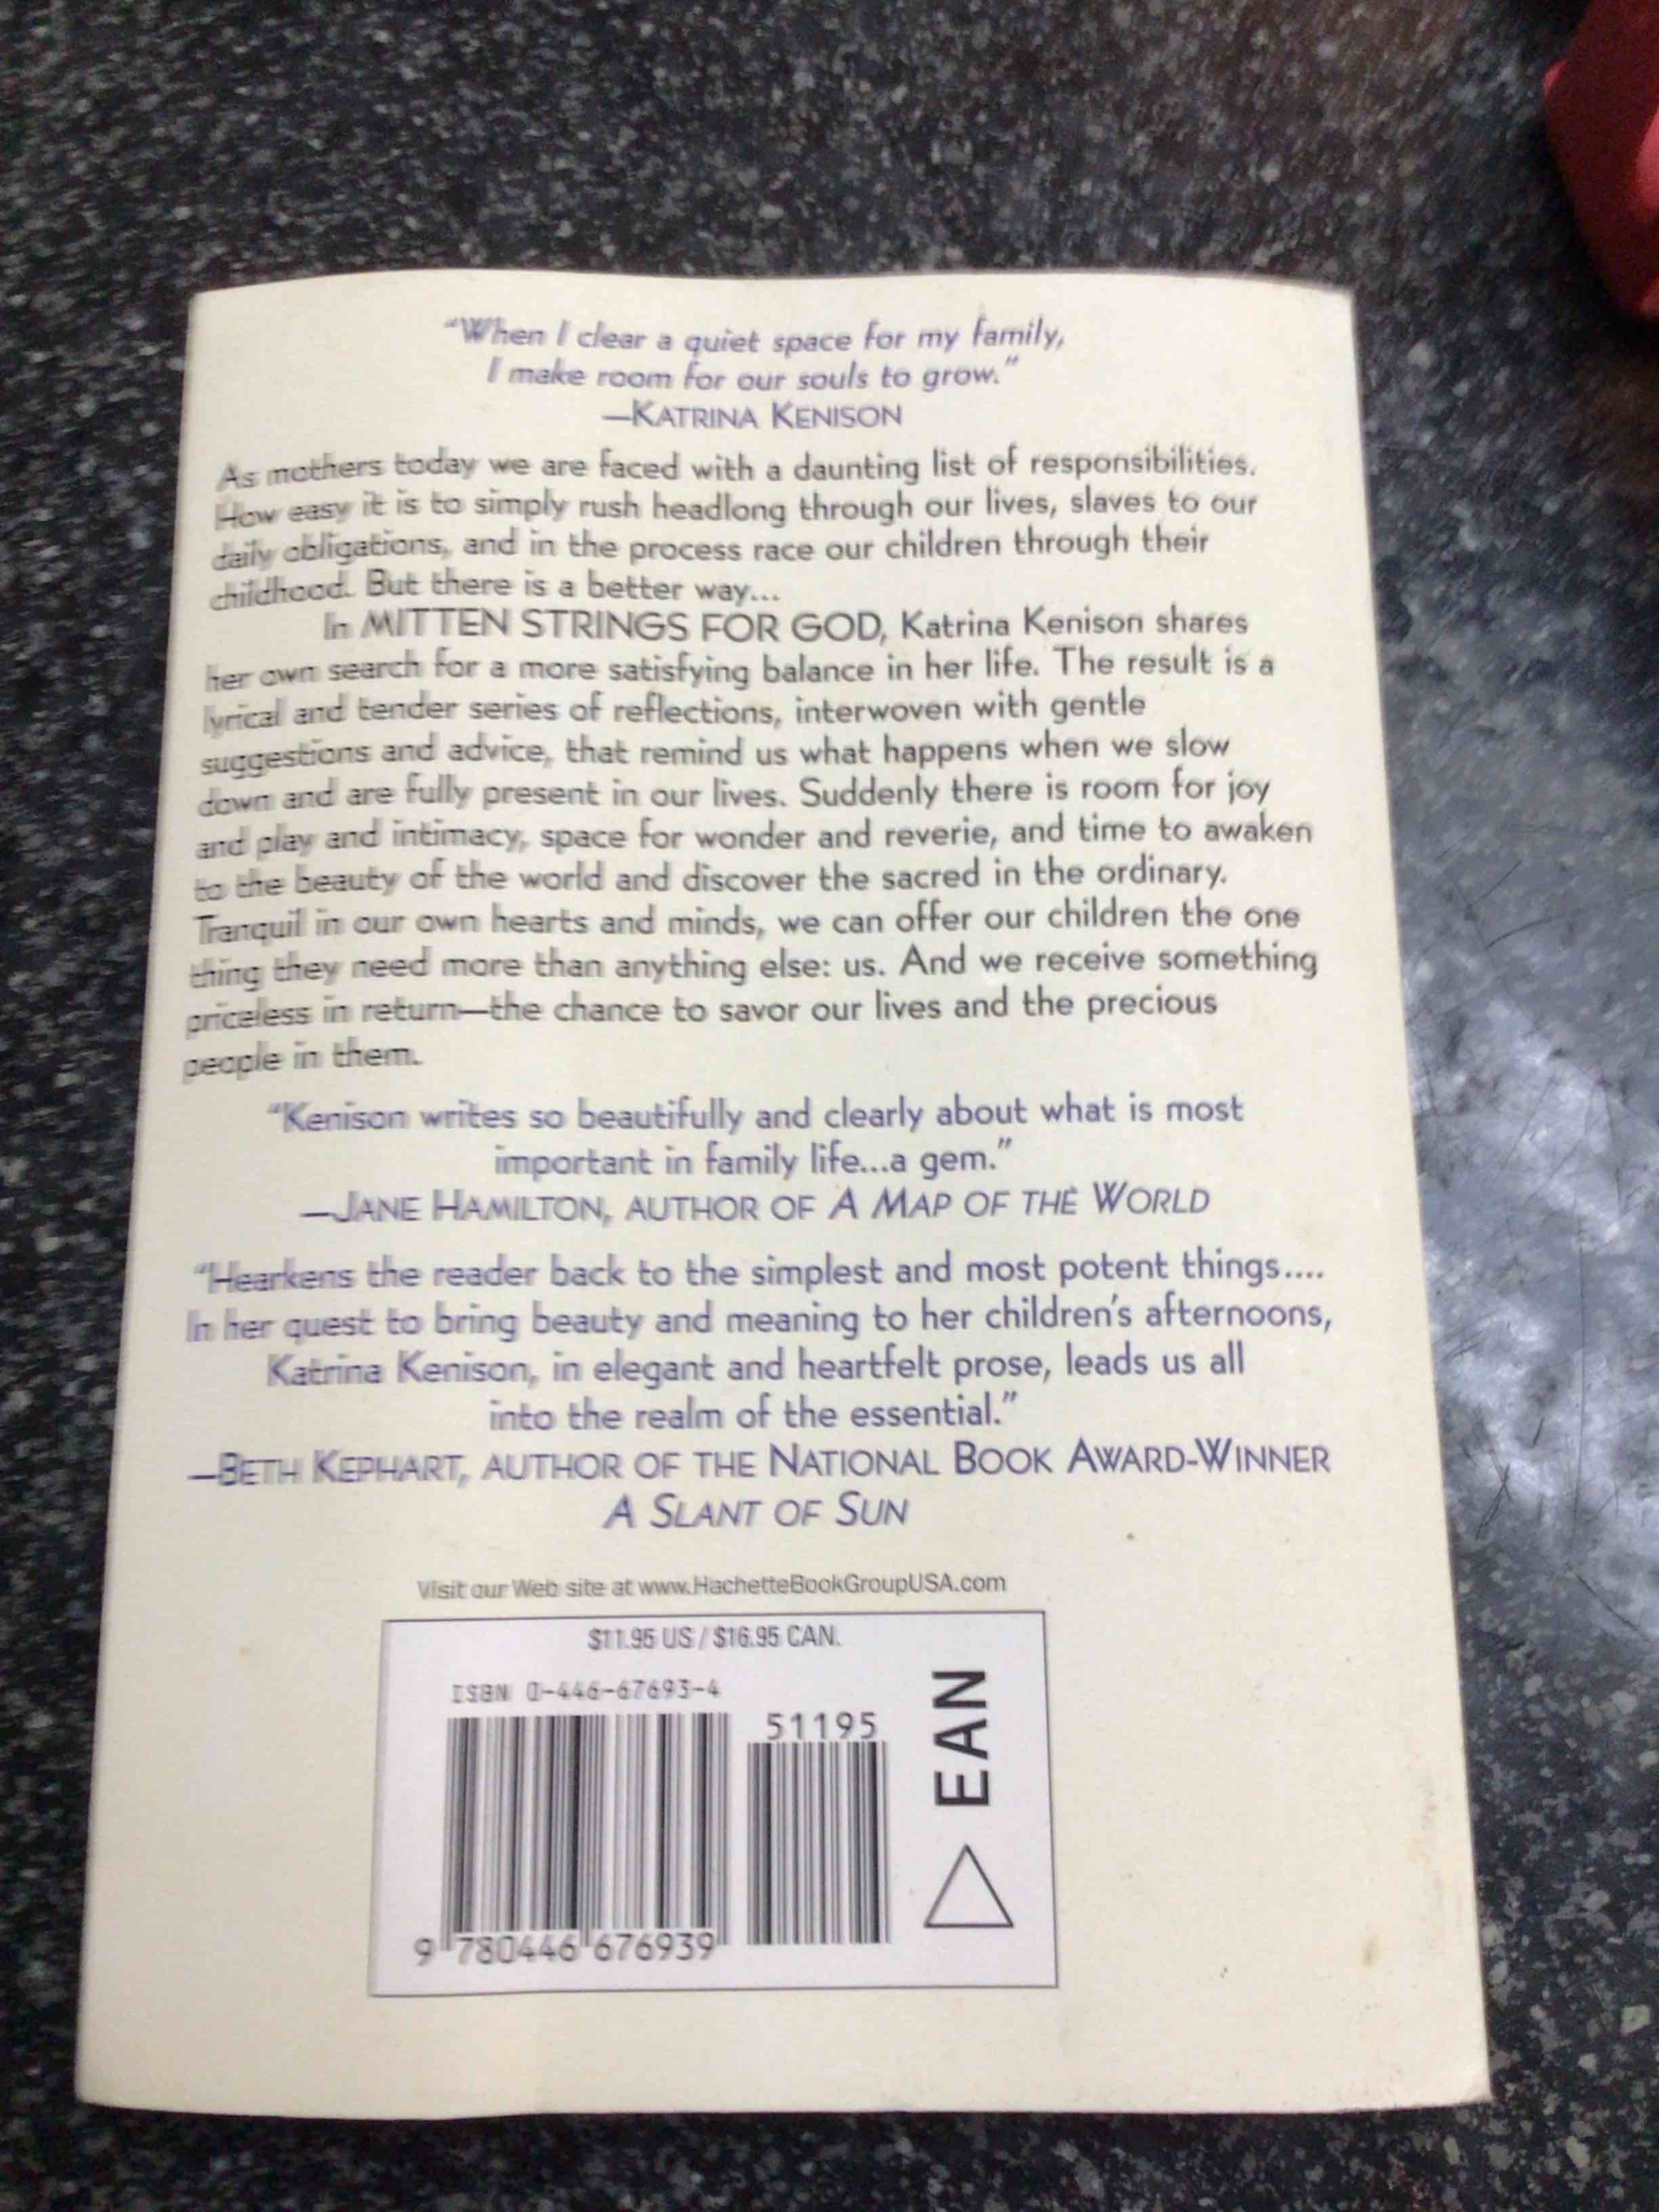 “When I clear a quiet space for my family,
I make room for our souls to grow.”
—KATRINA KENISON
As mothers today we are faced with a daunting list of responsibilities.
How easy it is to simply rush headlong through our lives, slaves to our
daily obligations, and in the process race our children through their
childhood. But there is a better way...
In MITTEN STRINGS FOR GOD, Katrina Kenison shares
her own search for a more satisfying balance in her life. The result is a
lyrical and tender series of reflections, interwoven with gentle
suggestions and advice, that remind us what happens when we slow
down and are fully present in our lives. Suddenly there is room for joy
and play and intimacy, space for wonder and reverie, and time to awaken
to the beauty of the world and discover the sacred in the ordinary.
Tranquil in our own hearts and minds, we can offer our children the one
thing they need more than anything else: us. And we receive something
priceless in return—the chance to savor our lives and the precious
people in them.
“Kenison writes so beautifully and clearly about what is most
important in family life...a gem.”
—JANE HAMILTON, AUTHOR OF A MAP OF THE WORLD
“Hearkens the reader back to the simplest and most potent things....
In her quest to bring beauty and meaning to her children’s afternoons,
Katrina Kenison, in elegant and heartfelt prose, leads us all
into the realm of the essential.”
—BETH KEPHART, AUTHOR OF THE NATIONAL BOOK AWARD-WINNER
A SLANT OF SUN
Visit our Web site at www.HachetteBookGroupUSA.com
$11.95 US / $16.95 CAN.
ISBN 0-446-67693-4
51195
9 780446 676939
EAN